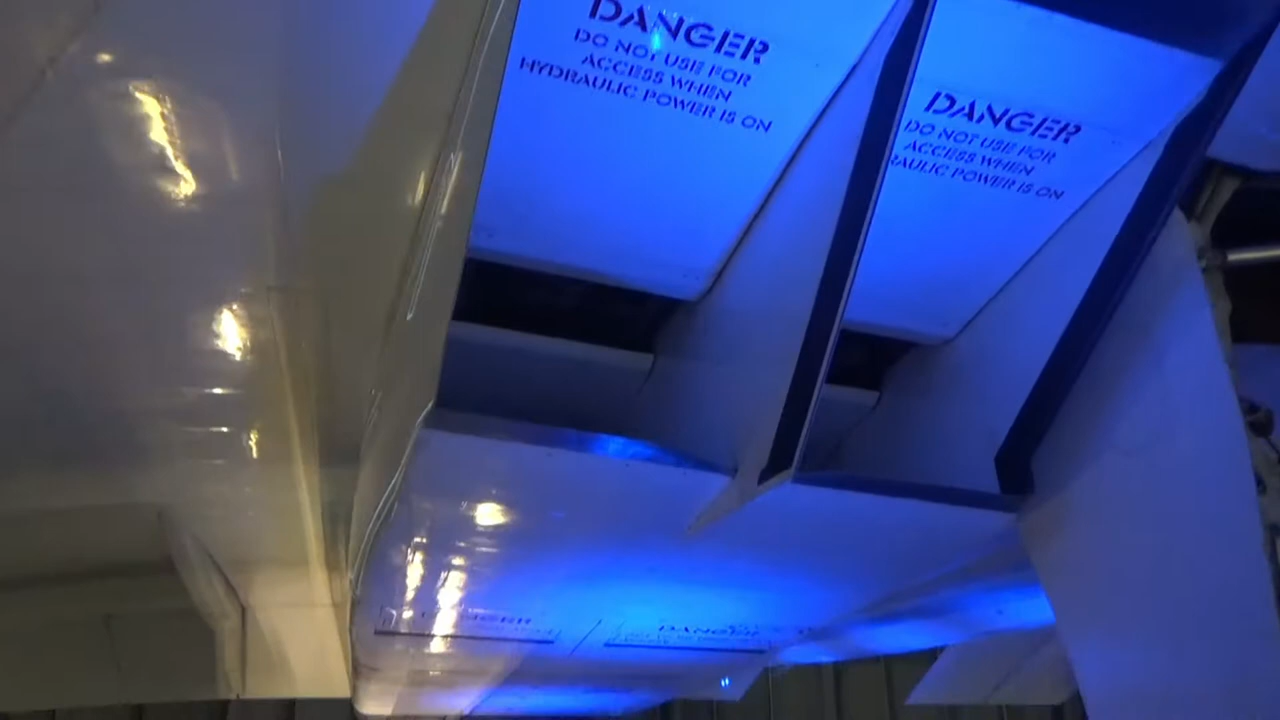 DANGER
DO NOT USE FOR
ACCESS WHEN
HYDRAULIC POWER IS ON
DANGER
DO NOT USE FOR
ACCESS WHEN
RAULIC POWER IS ON
DANGER